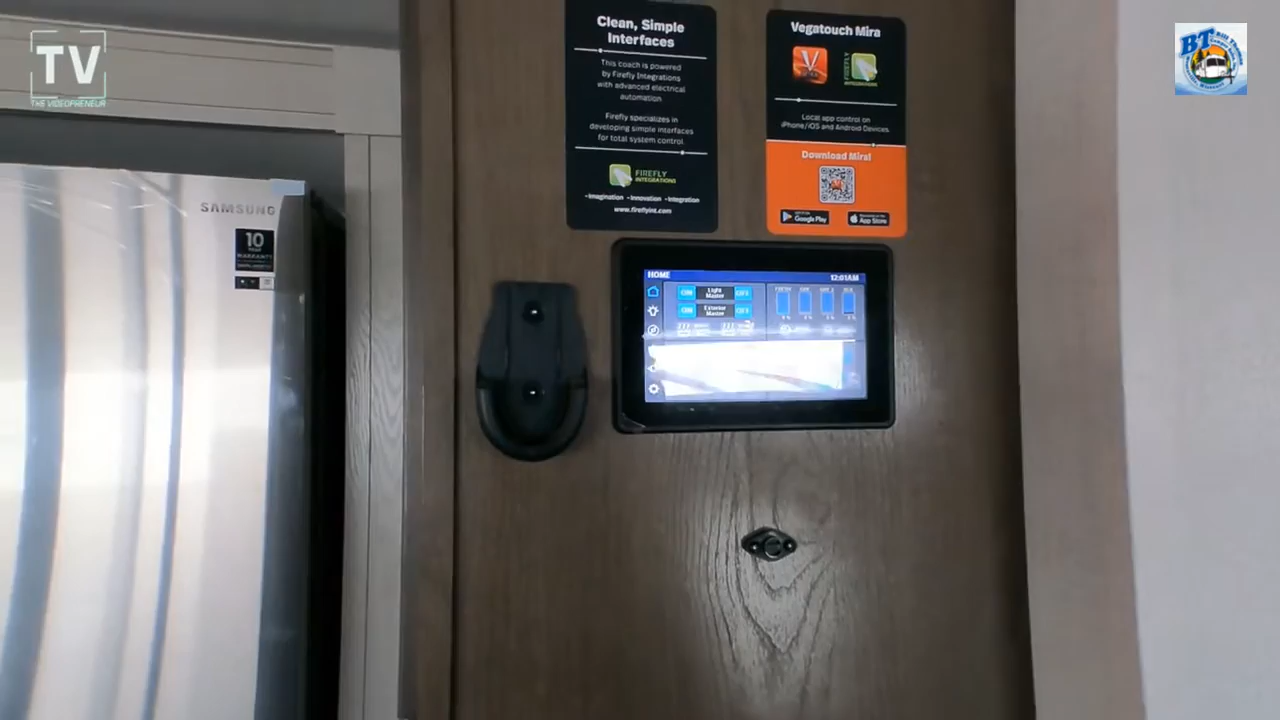 TV
THE VIDEOPRENEUR
BT
SAMSUNG
10
YEAR
WARRANTY
Clean, Simple
Interfaces
This coach is powered
by Firefly Integrations
with advanced electrical
automation.
Firefly specializes in
developing simple interfaces
for total system control.
FIREFLY
INTEGRATIONS
•Imagination •Innovation •Integration
www.fireflyint.com
Vegatouch Mira
FIREFLY
INTEGRATIONS
Local app control on
iPhone/iOS and Android Devices.
Download Mira!
Google Play
App Store
HOME
12:01AM
ON
Light
Master
OFF
ON
Exterior
Master
OFF
FRESH